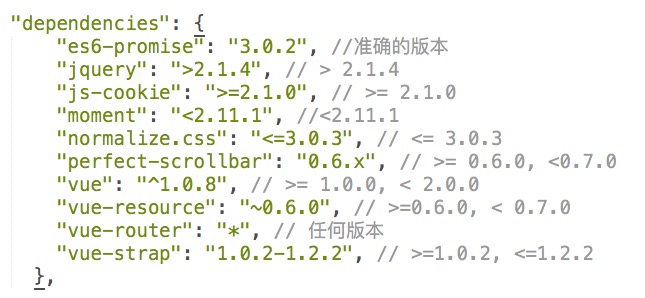 "dependencies": {
"es6-promise": "3.0.2", //准确的版本
"jquery": ">2.1.4", // > 2.1.4
"js-cookie": ">=2.1.0", // >= 2.1.0
"moment": "<2.11.1", //<2.11.1
"normalize.css": "<=3.0.3", // <= 3.0.3
"perfect-scrollbar": "0.6.x", // >= 0.6.0, <0.7.0
"vue": "^1.0.8", // >= 1.0.0, < 2.0.0
"vue-resource": "~0.6.0", // >=0.6.0, < 0.7.0
"vue-router": "*", // 任何版本
"vue-strap": "1.0.2-1.2.2", // >=1.0.2, <=1.2.2
},